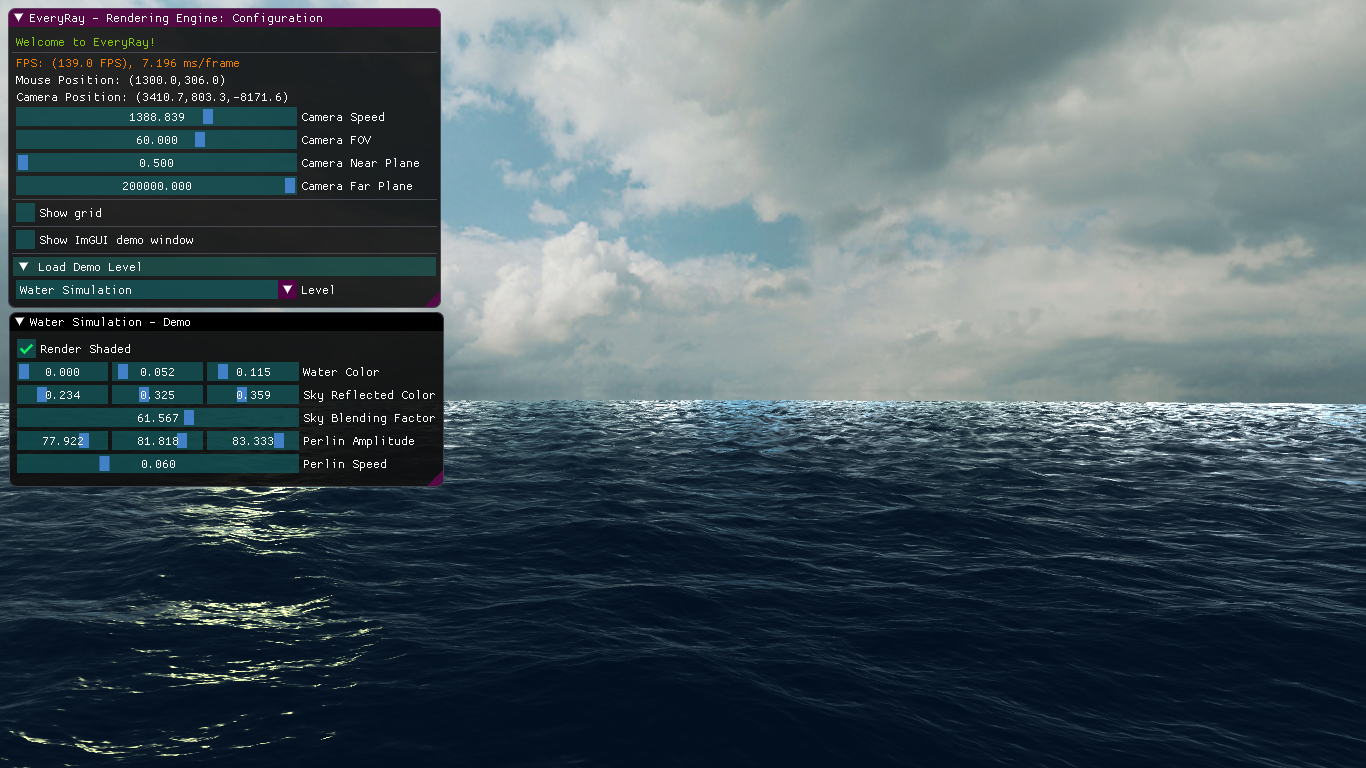 EveryRay - Rendering Engine: Configuration
Welcome to EveryRay!
FPS: (139.0 FPS), 7.196 ms/frame
Mouse Position: (1300.0,306.0)
Camera Position: (3410.7,803.3,-8171.6)
1388.839 Camera Speed
60.000 Camera FOV
0.500 Camera Near Plane
200000.000 Camera Far Plane
Show grid
Show ImGUI demo window
Load Demo Level
Water Simulation Level
Water Simulation - Demo
Render Shaded
0.000 0.052 0.115 Water Color
0.234 0.325 0.359 Sky Reflected Color
61.567 Sky Blending Factor
77.922 81.818 83.333 Perlin Amplitude
0.060 Perlin Speed